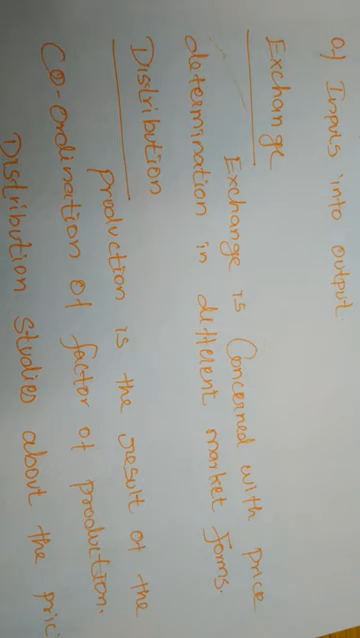 of Inputs into output.
Exchange
Exchange is Concerned with price
determination in different market forms.
Distribution
Production is the result of the
Co-ordination of factor of production.
Distribution studies about the pric